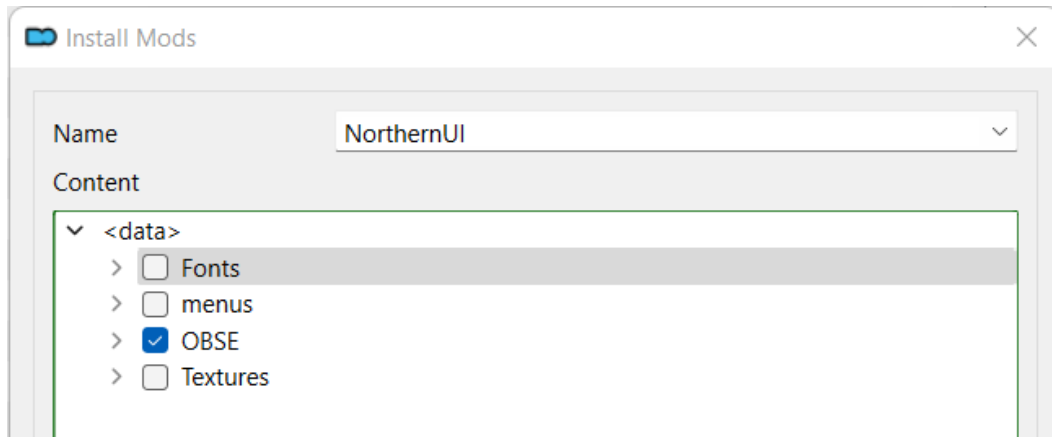 Install Mods
Name NorthernUI
Content
<data>
Fonts
menus
OBSE
Textures